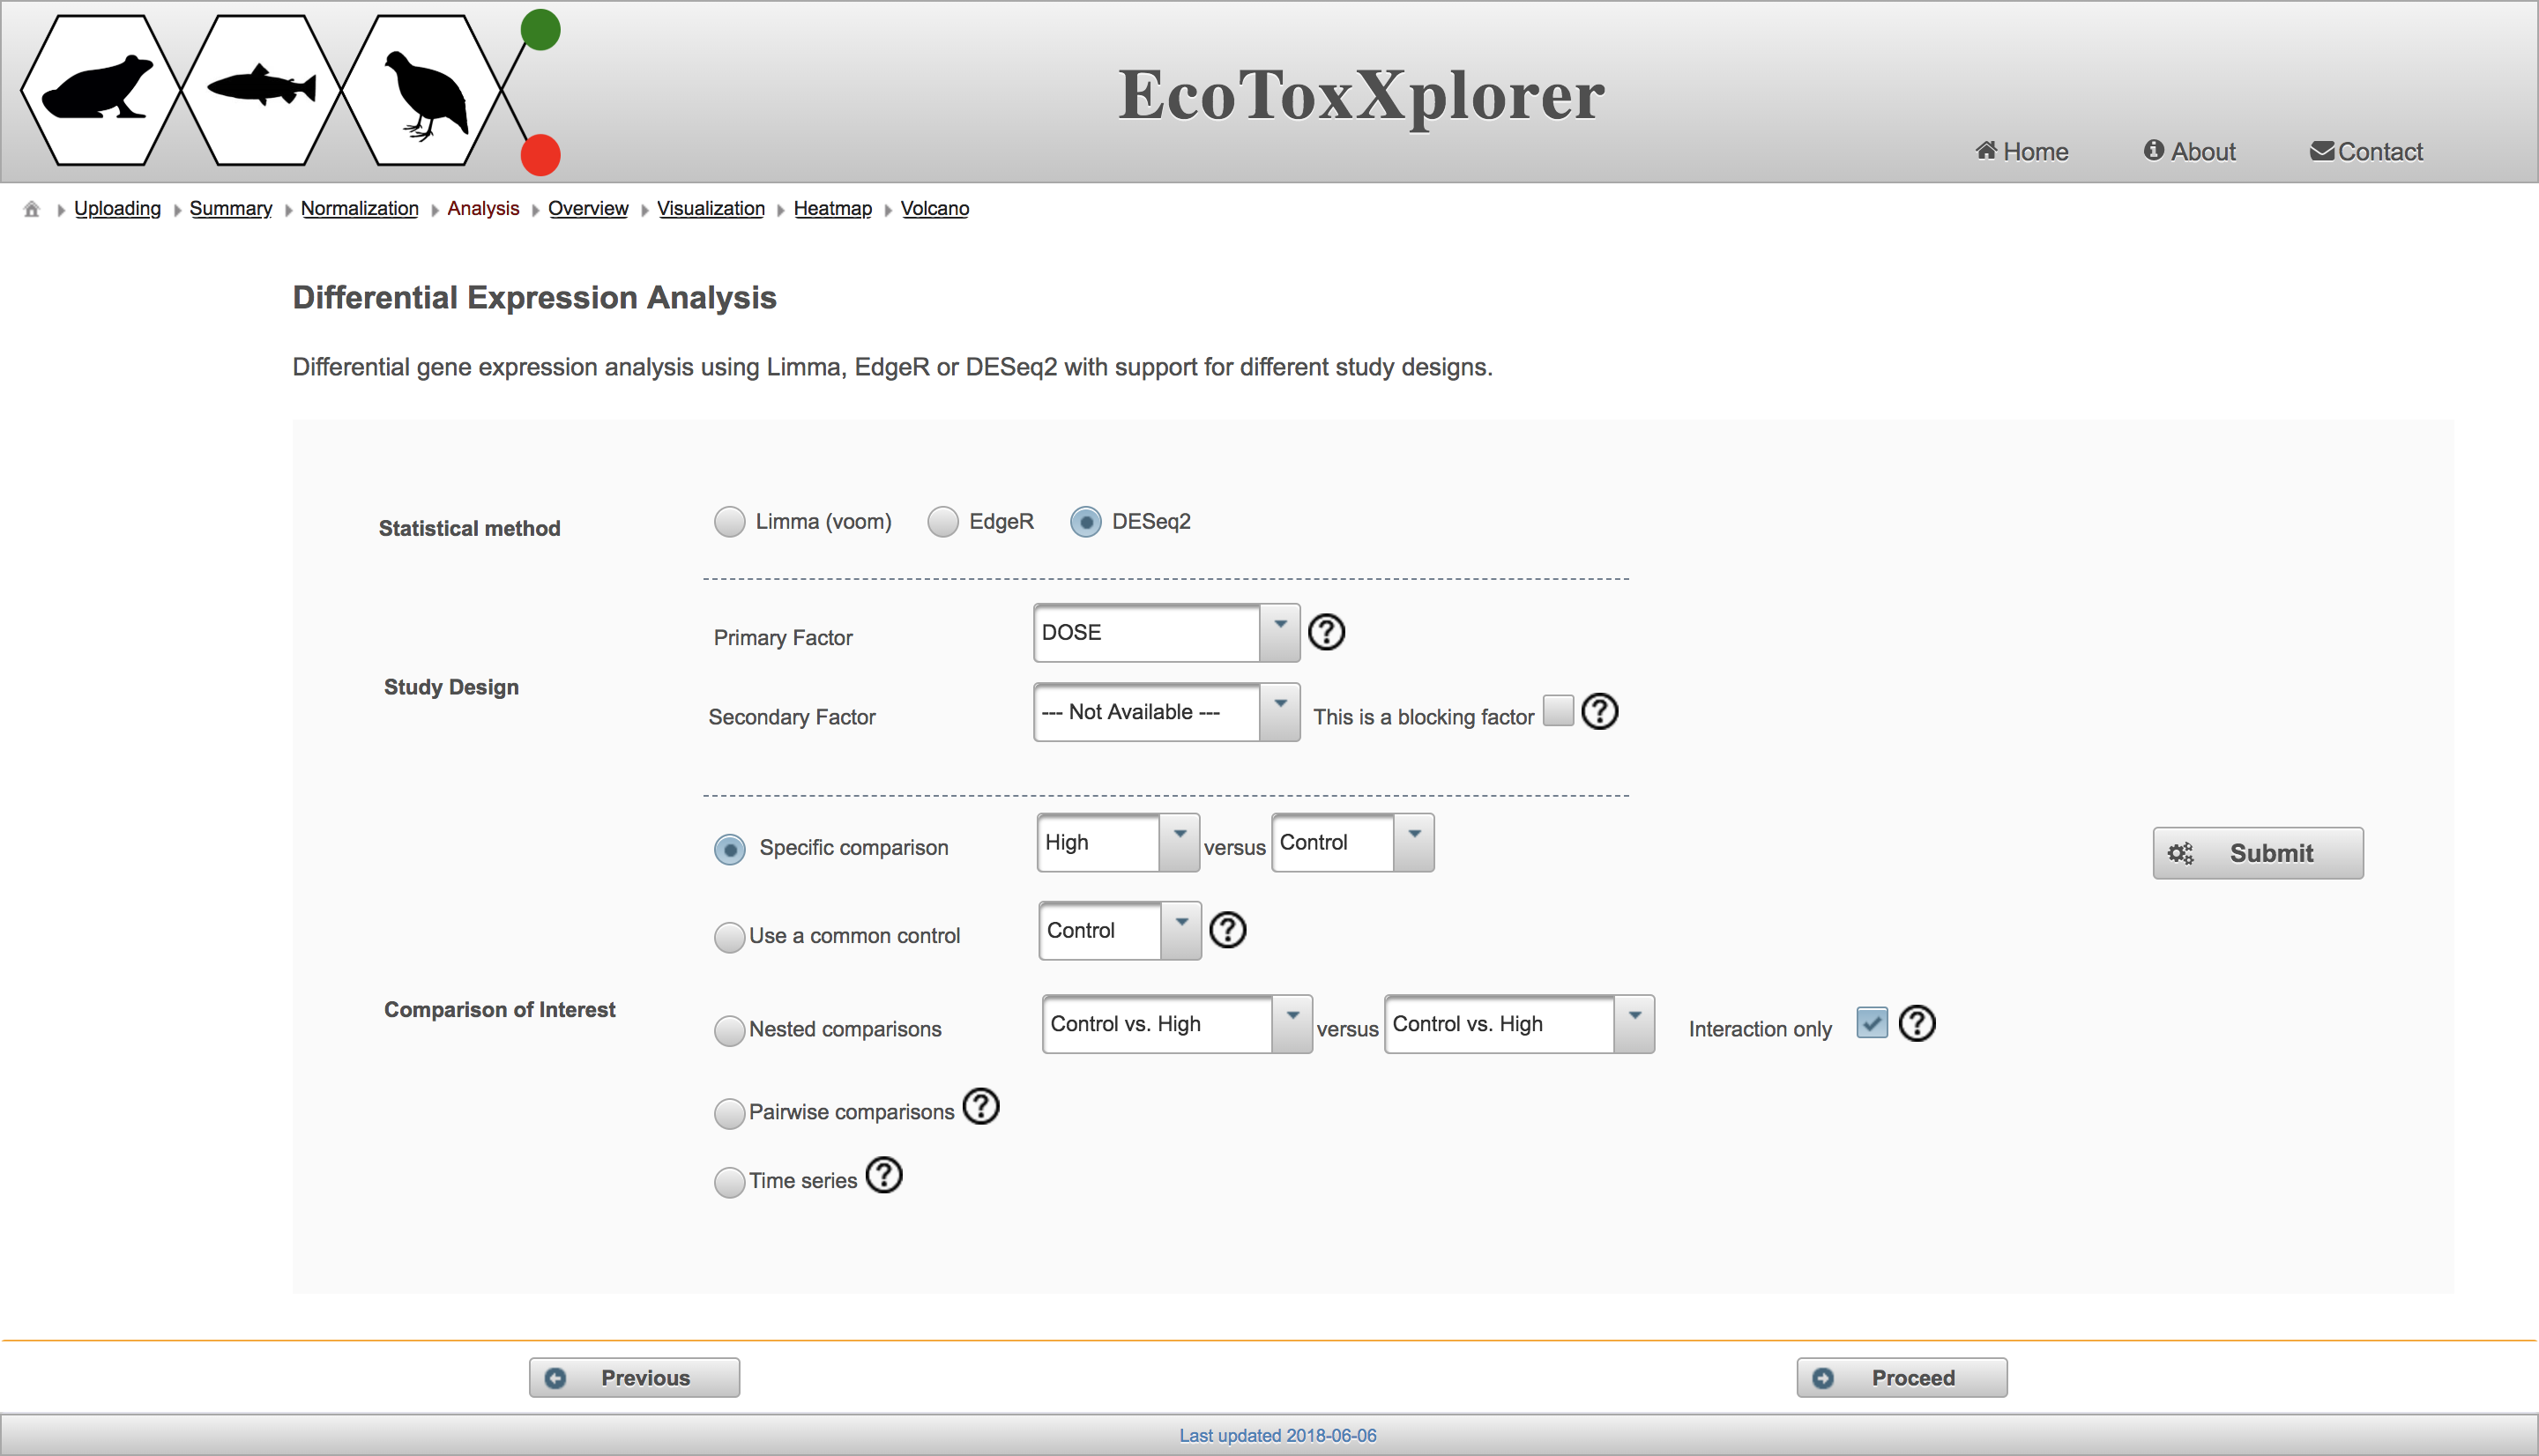 EcoToxXplorer
Home About Contact
Uploading Summary Normalization Analysis Overview Visualization Heatmap Volcano
Differential Expression Analysis
Differential gene expression analysis using Limma, EdgeR or DESeq2 with support for different study designs.
Statistical method Limma (voom) EdgeR DESeq2
Primary Factor DOSE ?
Study Design
Secondary Factor --- Not Available --- This is a blocking factor ?
Specific comparison High versus Control
Submit
Use a common control Control ?
Comparison of Interest
Nested comparisons Control vs. High versus Control vs. High Interaction only ?
Pairwise comparisons ?
Time series ?
Previous Proceed
Last updated 2018-06-06